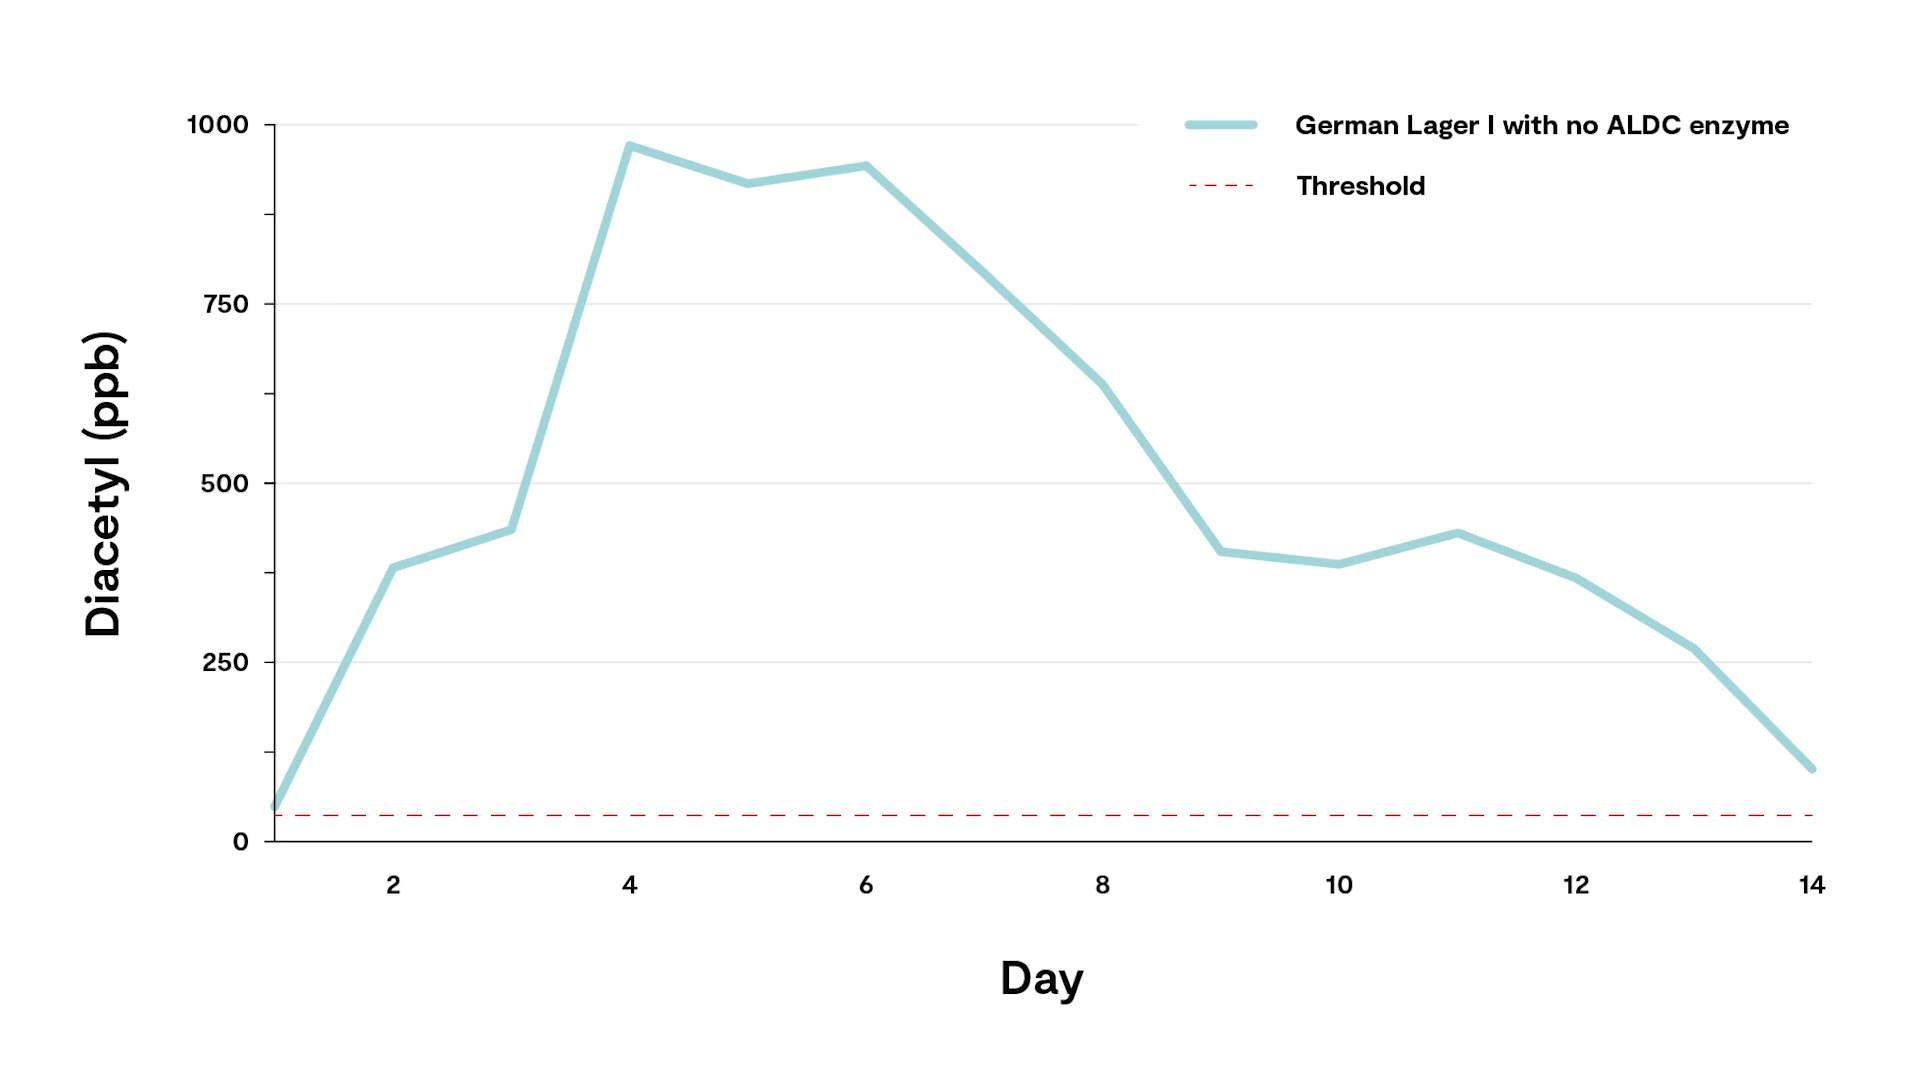 German Lager I with no ALDC enzyme
Threshold
1000
750
500
250
0
Diacetyl (ppb)
2 4 6 8 10 12 14
Day